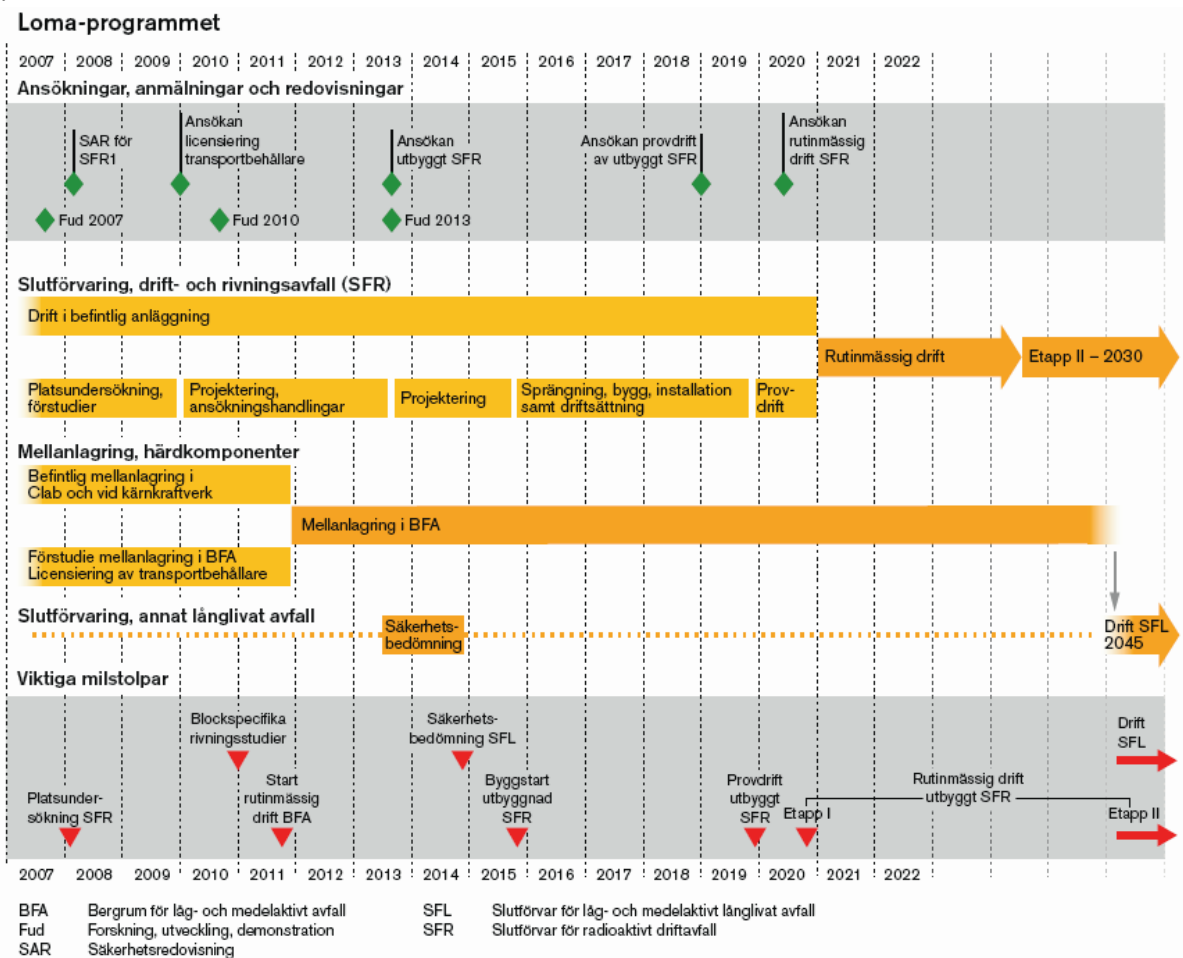 Loma-programmet
2007 2008 2009 2010 2011 2012 2013 2014 2015 2016 2017 2018 2019 2020 2021 2022
Ansökningar, anmälningar och redovisningar
SAR för
SFR1
Ansökan
licensiering
transportbehållare
Ansökan
utbyggt SFR
Ansökan provdrift
av utbyggt SFR
Ansökan
rutinmässig
drift SFR
Fud 2007
Fud 2010
Fud 2013
Slutförvaring, drift- och rivningsavfall (SFR)
Drift i befintlig anläggning
Rutinmässig drift
Etapp II – 2030
Platsundersökning,
förstudier
Projektering,
ansökningshandlingar
Projektering
Sprängning, bygg, installation
samt driftsättning
Prov-
drift
Mellanlagring, härdkomponenter
Befintlig mellanlagring i
Clab och vid kärnkraftverk
Mellanlagring i BFA
Förstudie mellanlagring i BFA
Licensiering av transportbehållare
Slutförvaring, annat långlivat avfall
Säkerhets-
bedömning
Drift SFL
2045
Viktiga milstolpar
Blockspecifika
rivningsstudier
Säkerhets-
bedömning SFL
Drift
SFL
Platsunder-
sökning SFR
Start
rutinmässig
drift BFA
Byggstart
utbyggnad
SFR
Provdrift
utbyggt
SFR
Etapp I
Rutinmässig drift
utbyggt SFR
Etapp II
2007 2008 2009 2010 2011 2012 2013 2014 2015 2016 2017 2018 2019 2020 2021 2022
BFA Bergrum för låg- och medelaktivt avfall
Fud Forskning, utveckling, demonstration
SAR Säkerhetsredovisning
SFL Slutförvar för låg- och medelaktivt långlivat avfall
SFR Slutförvar för radioaktivt driftavfall